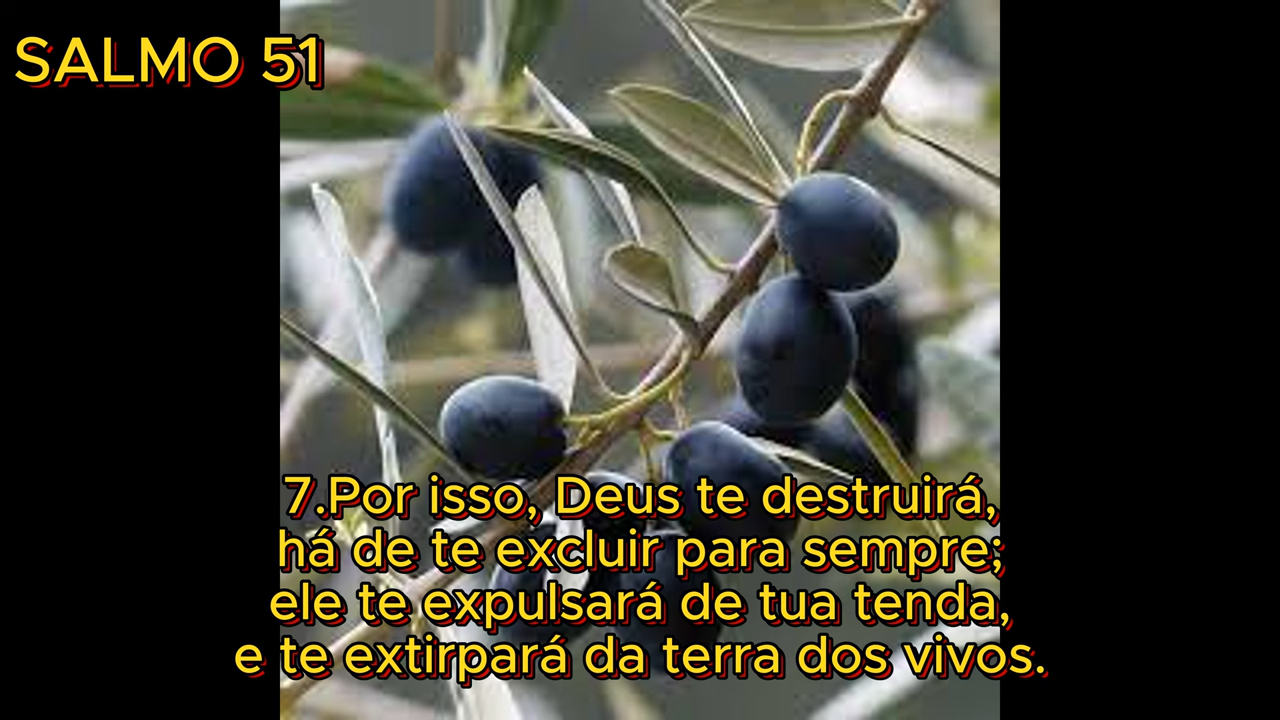 SALMO 51
7.Por isso, Deus te destruirá,
há de te excluir para sempre;
ele te expulsará de tua tenda,
e te extirpará da terra dos vivos.